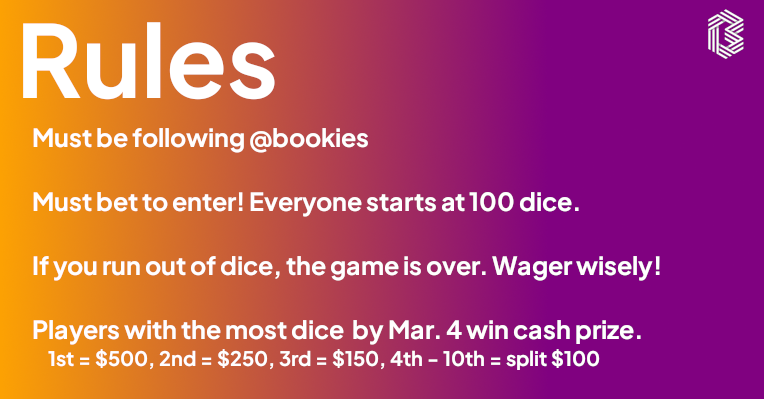 Rules
Must be following @bookies
Must bet to enter! Everyone starts at 100 dice.
If you run out of dice, the game is over. Wager wisely!
Players with the most dice by Mar. 4 win cash prize.
1st = $500, 2nd = $250, 3rd = $150, 4th - 10th = split $100